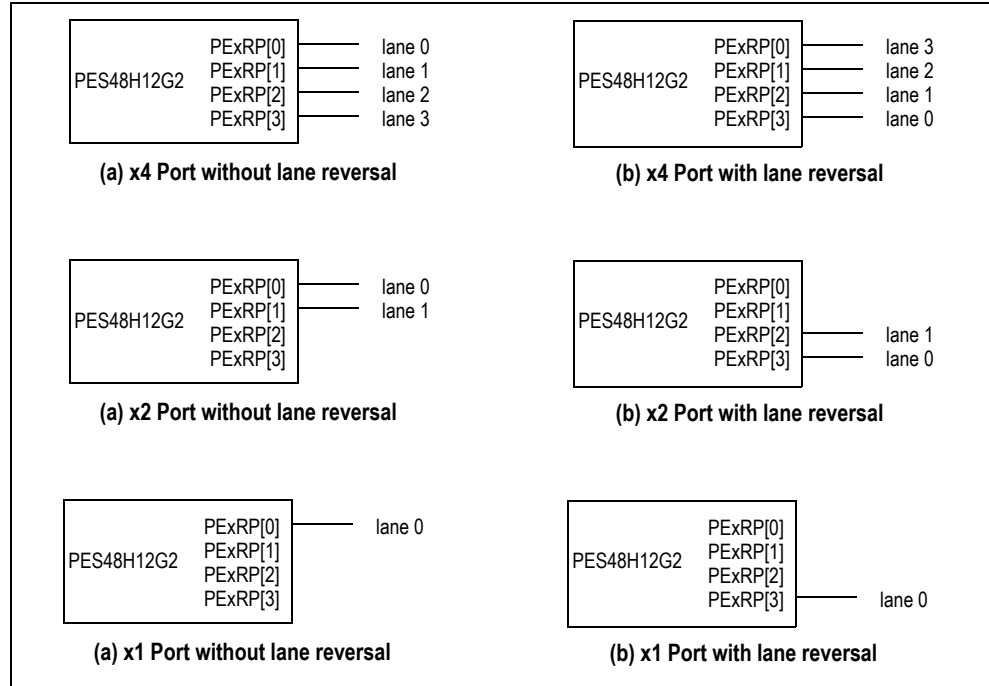 PES48H12G2
PExRP[0] lane 0
PExRP[1] lane 1
PExRP[2] lane 2
PExRP[3] lane 3
(a) x4 Port without lane reversal
PES48H12G2
PExRP[0] lane 3
PExRP[1] lane 2
PExRP[2] lane 1
PExRP[3] lane 0
(b) x4 Port with lane reversal
PES48H12G2
PExRP[0] lane 0
PExRP[1] lane 1
PExRP[2]
PExRP[3]
(a) x2 Port without lane reversal
PES48H12G2
PExRP[0]
PExRP[1]
PExRP[2] lane 1
PExRP[3] lane 0
(b) x2 Port with lane reversal
PES48H12G2
PExRP[0] lane 0
PExRP[1]
PExRP[2]
PExRP[3]
(a) x1 Port without lane reversal
PES48H12G2
PExRP[0]
PExRP[1]
PExRP[2]
PExRP[3] lane 0
(b) x1 Port with lane reversal